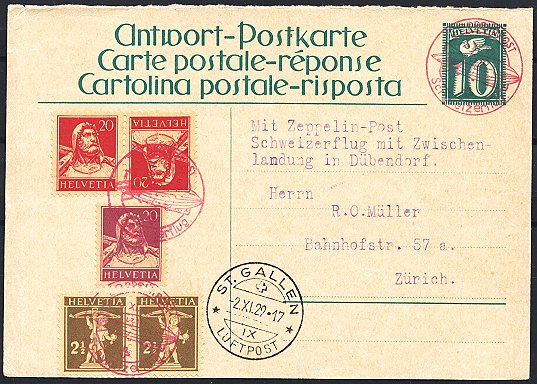 Antwort-Postkarte
Carte postale-réponse
Cartolina postale-risposta
HELVETIA
10
20
HELVETIA
20
HELVETIA
20
HELVETIA
HELVETIA
2½
HELVETIA
2½
Mit Zeppelin-Post
Schweizerflug mit Zwischen-
landung in Dübendorf.
Herrn
R.O.Müller
Bahnhofstr. 57 a.
Zürich.
ST. GALLEN
-2.XI.29-17
IX
* LUFTPOST *